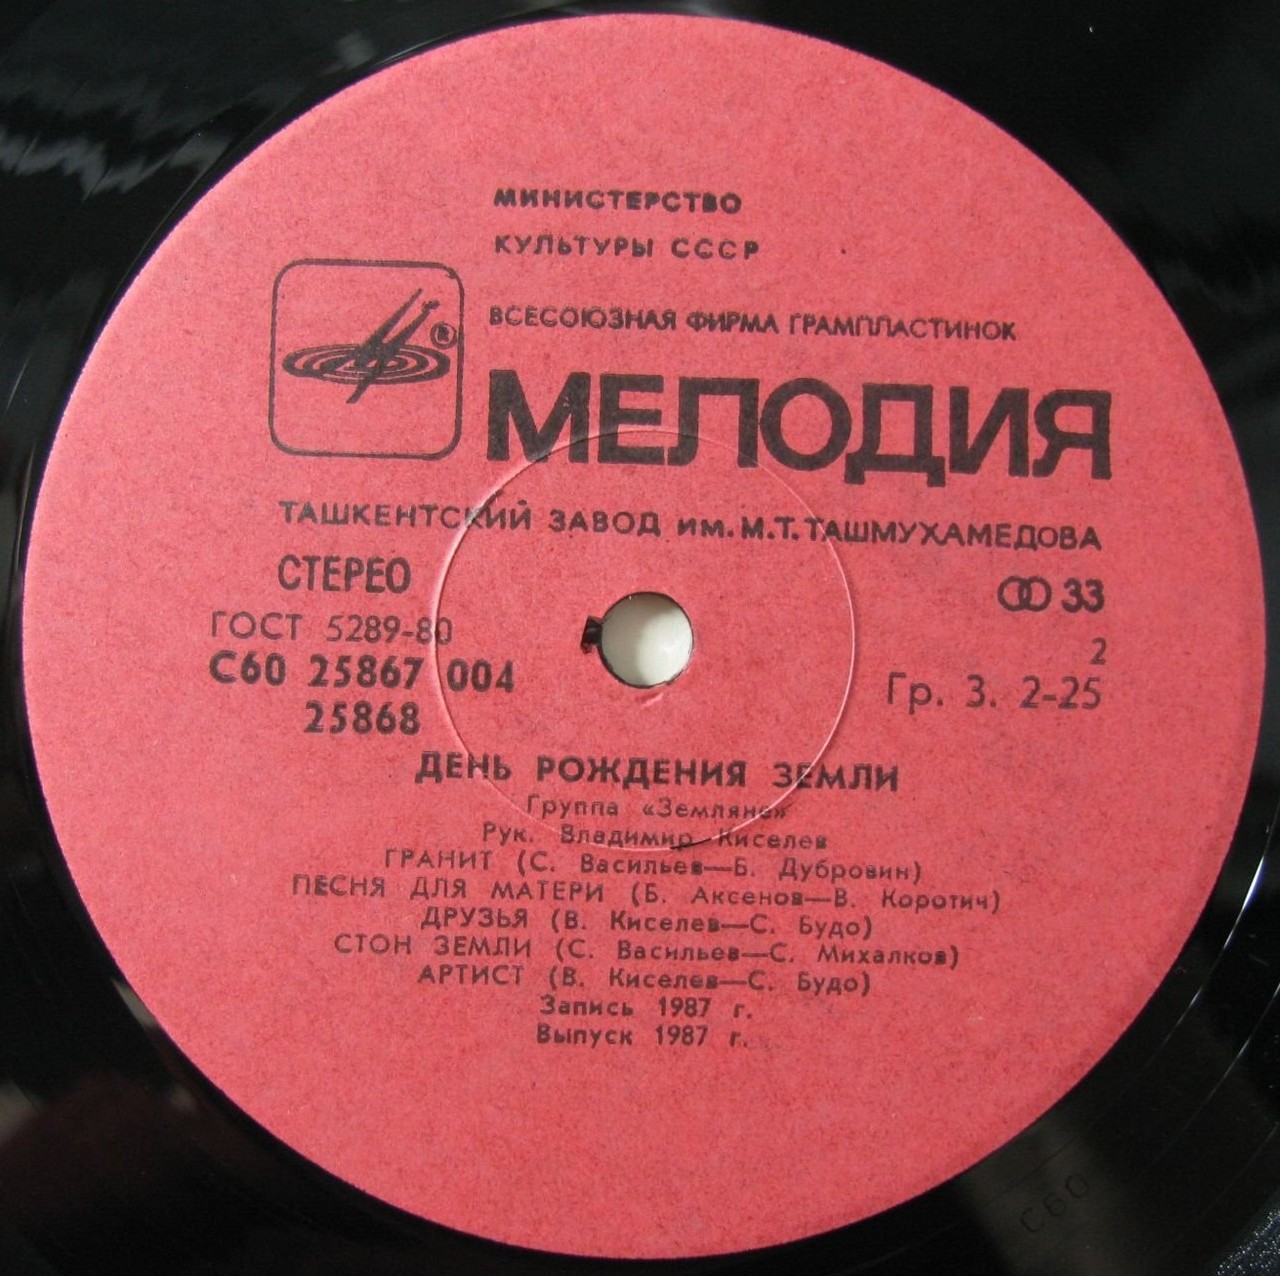 МИНИСТЕРСТВО
КУЛЬТУРЫ СССР
ВСЕСОЮЗНАЯ ФИРМА ГРАМПЛАСТИНОК
®
МЕЛОДИЯ
ТАШКЕНТСКИЙ ЗАВОД им. М.Т. ТАШМУХАМЕДОВА
СТЕРЕО
33
ГОСТ 5289-80
2
С60 25867 004
Гр. 3. 2-25
25868
ДЕНЬ РОЖДЕНИЯ ЗЕМЛИ
Группа «Земляне»
Рук. Владимир Киселев
ГРАНИТ (С. Васильев—Б. Дубровин)
ПЕСНЯ ДЛЯ МАТЕРИ (Б. Аксенов—В. Коротич)
ДРУЗЬЯ (В. Киселев—С. Будо)
СТОН ЗЕМЛИ (С. Васильев—С. Михалков)
АРТИСТ (В. Киселев—С. Будо)
Запись 1987 г.
Выпуск 1987 г.
С60